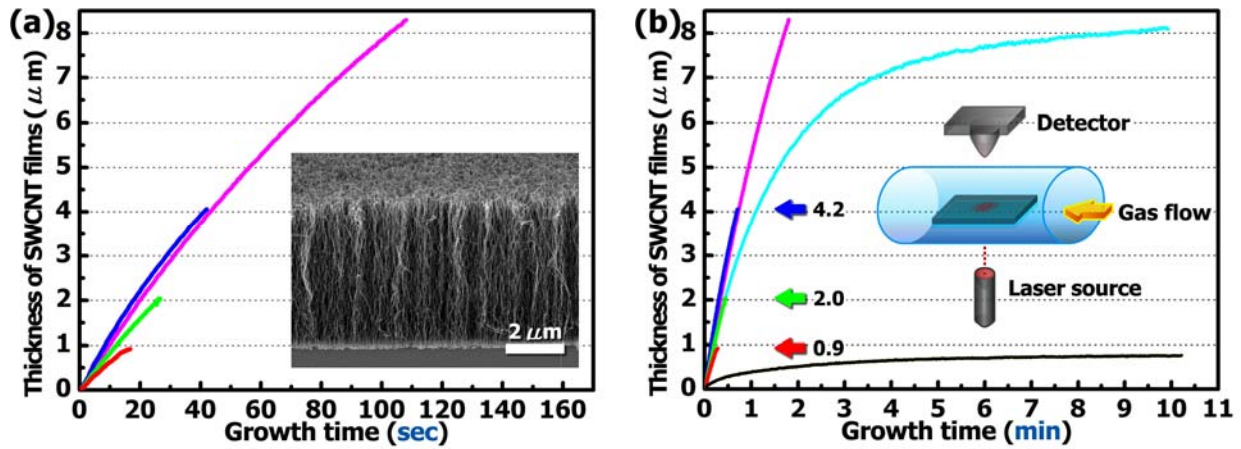 (a)
Thickness of SWCNT films (μm)
8
7
6
5
4
3
2
1
0
2 μm
0 20 40 60 80 100 120 140 160
Growth time (sec)
(b)
Thickness of SWCNT films (μm)
8
7
6
5
4
3
2
1
0
Detector
4.2
Gas flow
2.0
Laser source
0.9
0 1 2 3 4 5 6 7 8 9 10 11
Growth time (min)